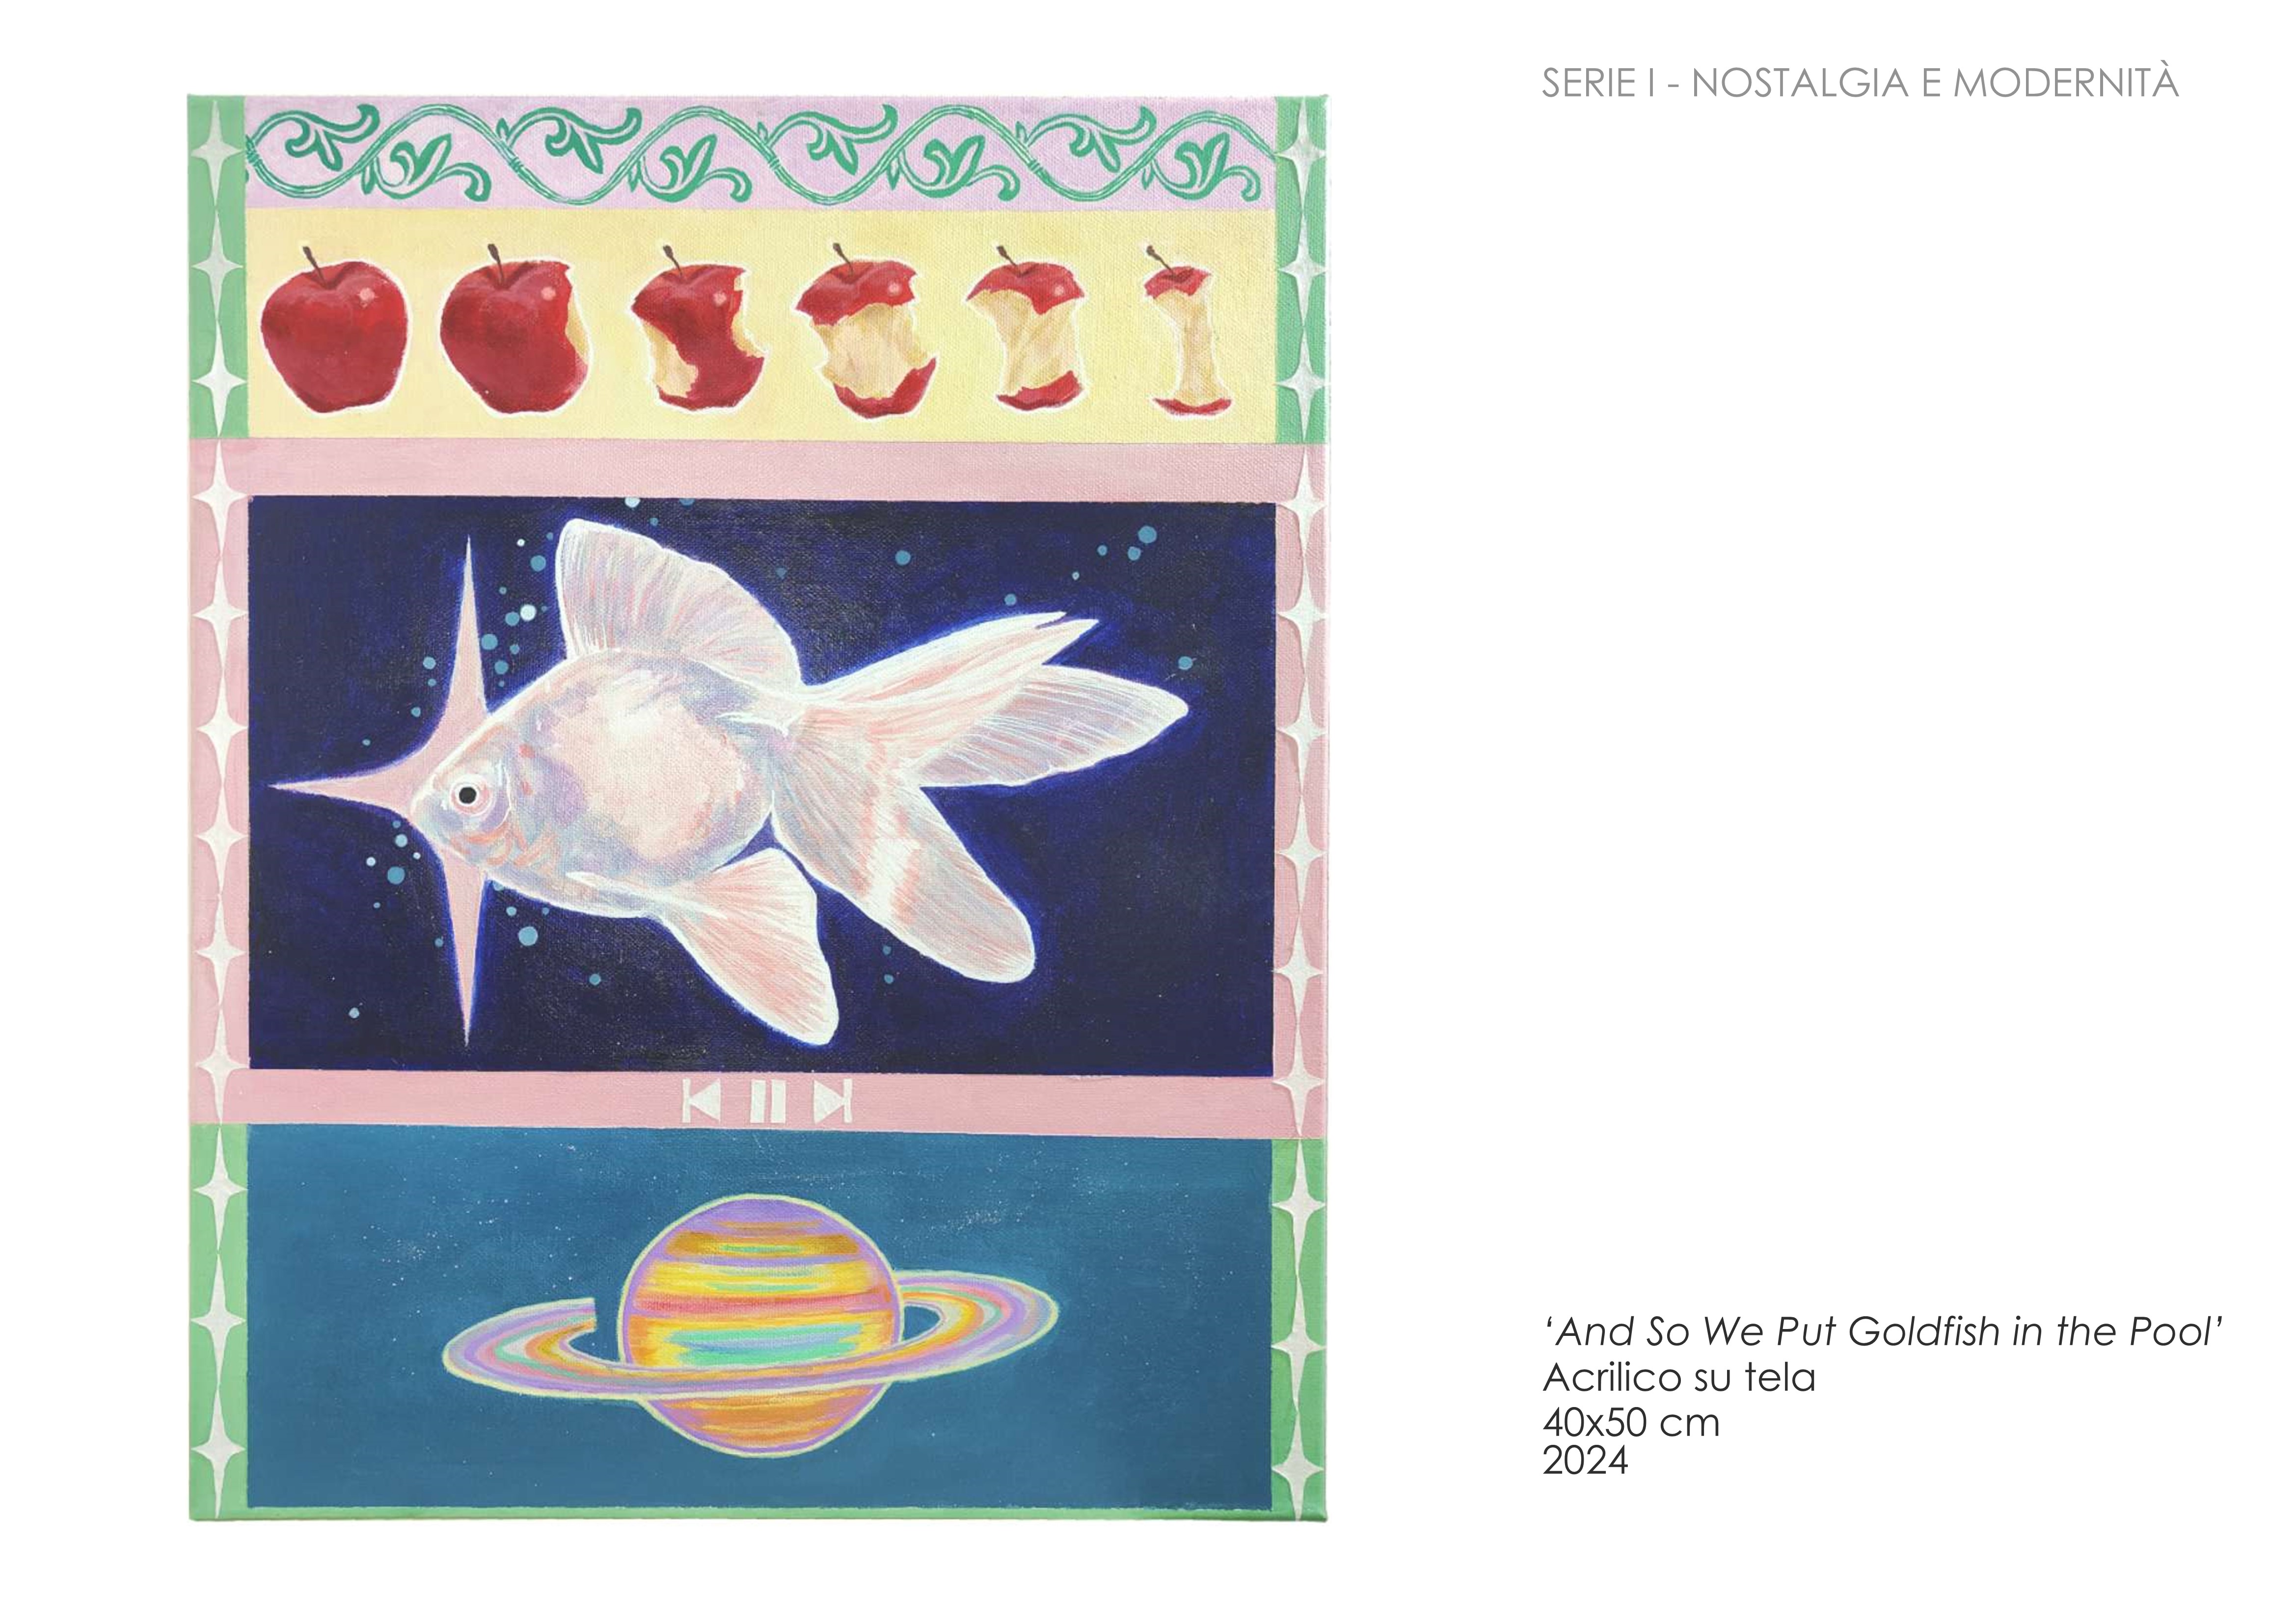 SERIE I - NOSTALGIA E MODERNITÀ
‘And So We Put Goldfish in the Pool’
Acrilico su tela
40x50 cm
2024